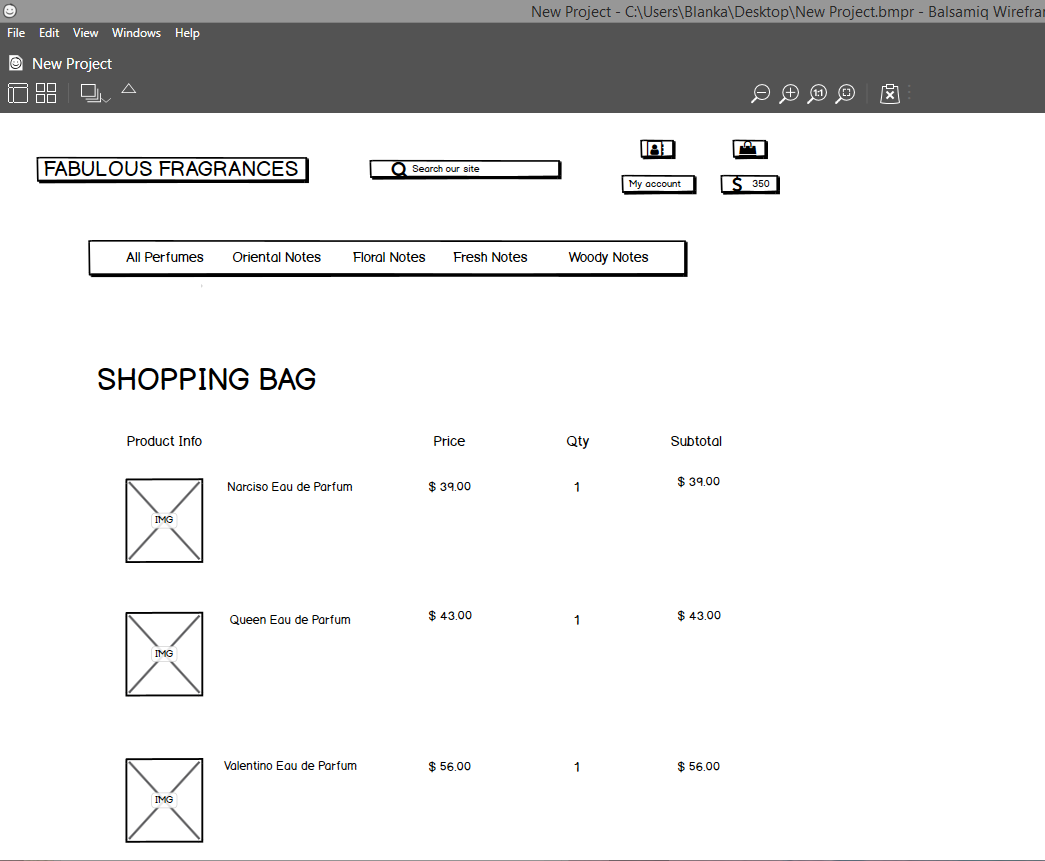 New Project - C:\Users\Blanka\Desktop\New Project.bmpr - Balsamiq Wirefra
File Edit View Windows Help
New Project
1:1
FABULOUS FRAGRANCES
Search our site
My account
$ 350
All Perfumes Oriental Notes Floral Notes Fresh Notes Woody Notes
SHOPPING BAG
Product Info Price Qty Subtotal
Narciso Eau de Parfum $ 39.00 1 $ 39.00
IMG
Queen Eau de Parfum $ 43.00 1 $ 43.00
IMG
Valentino Eau de Parfum $ 56.00 1 $ 56.00
IMG